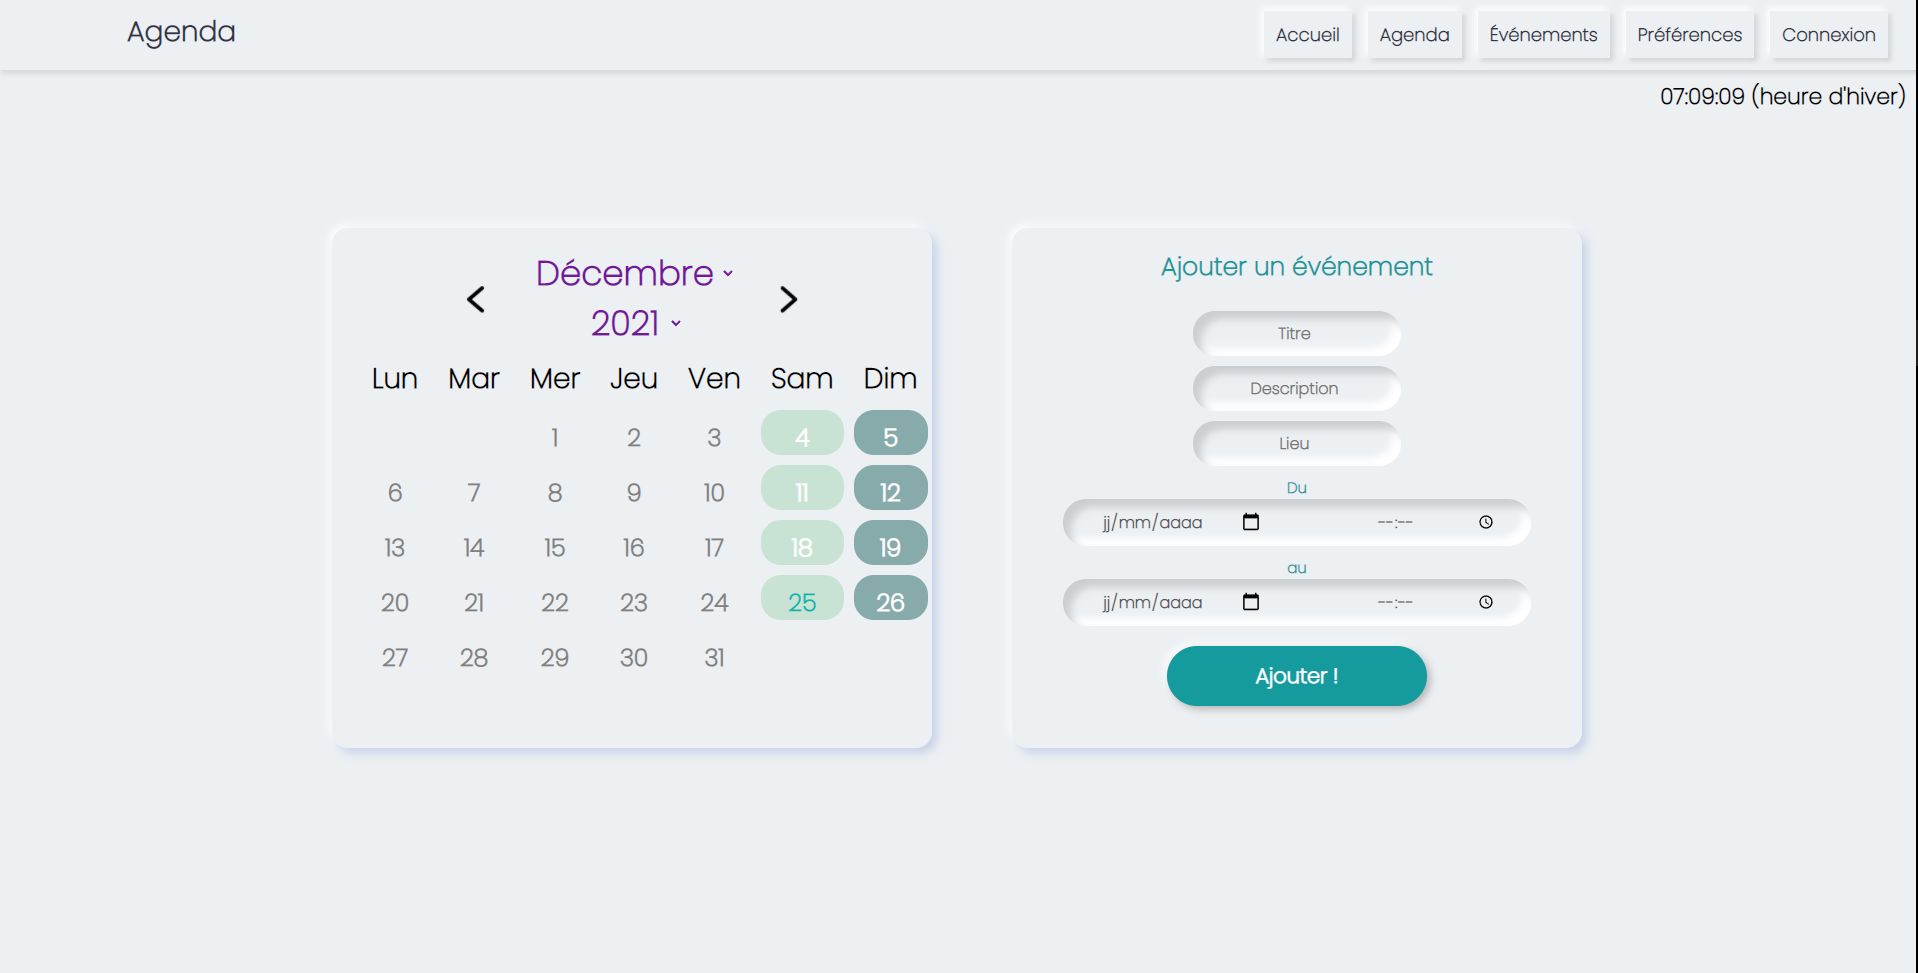 Agenda
Accueil Agenda Événements Préférences Connexion
07:09:09 (heure d'hiver)
Décembre
2021
Lun Mar Mer Jeu Ven Sam Dim
1 2 3 4 5
6 7 8 9 10 11 12
13 14 15 16 17 18 19
20 21 22 23 24 25 26
27 28 29 30 31
Ajouter un événement
Titre
Description
Lieu
Du
jj/mm/aaaa --:--
au
jj/mm/aaaa --:--
Ajouter !